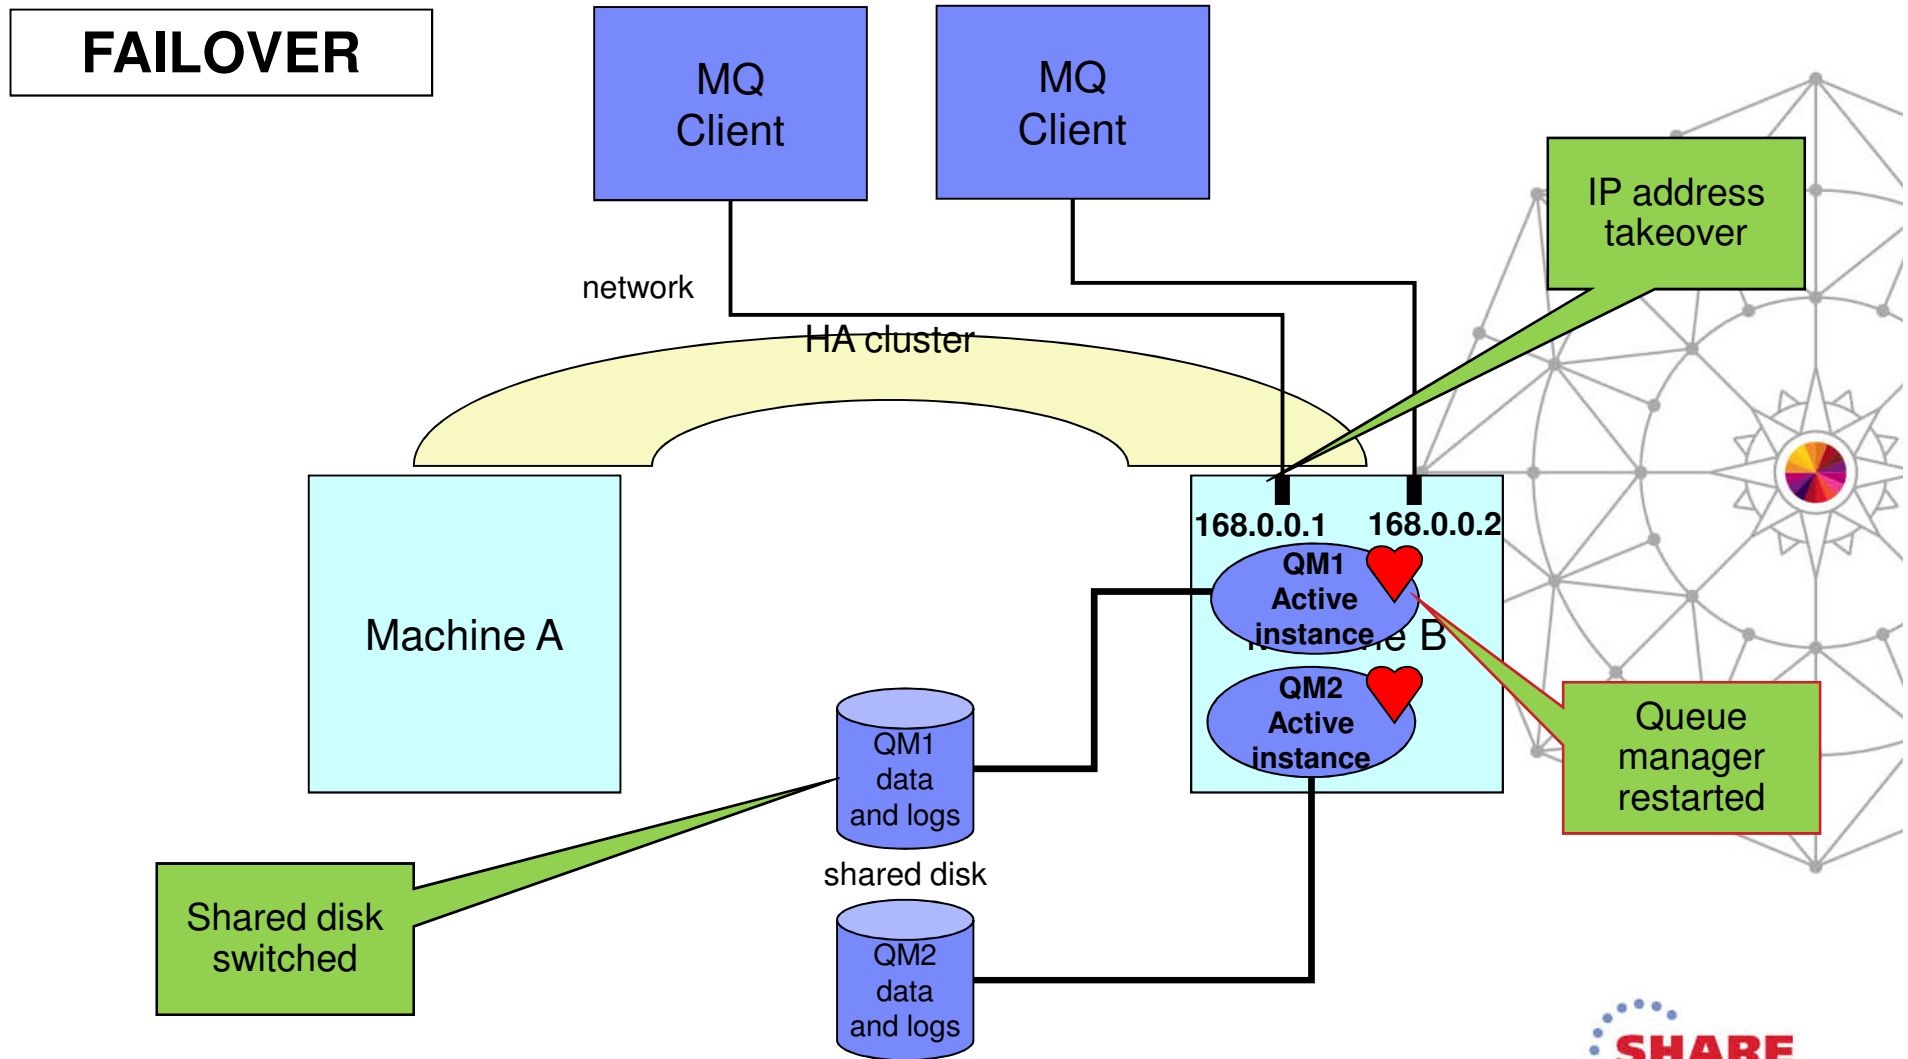 FAILOVER
MQ
Client
MQ
Client
IP address
takeover
network
HA cluster
168.0.0.1
168.0.0.2
QM1
Active
instance
Machine A
B
QM2
Active
instance
Queue
manager
restarted
QM1
data
and logs
shared disk
Shared disk
switched
QM2
data
and logs
SHARE